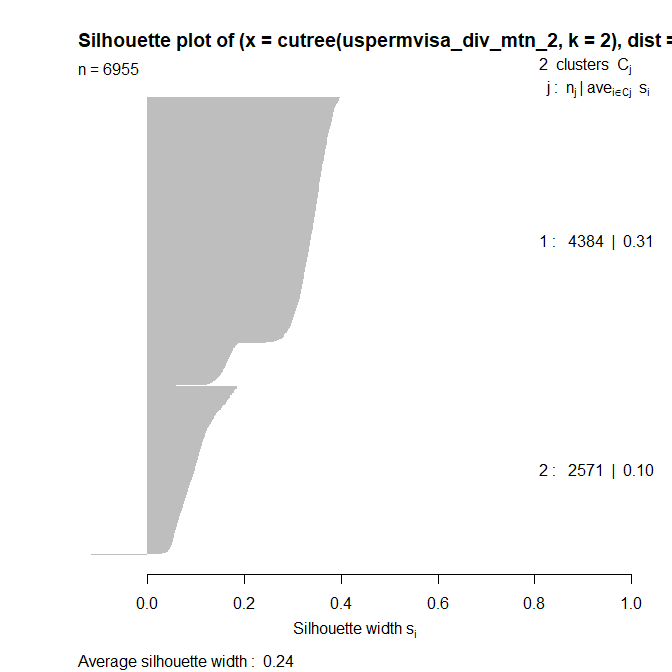 Silhouette plot of (x = cutree(uspermvisa_div_mtn_2, k = 2), dist =
n = 6955
2 clusters Cj
j : nj | avei∈Cj si
1 : 4384 | 0.31
2 : 2571 | 0.10
0.0 0.2 0.4 0.6 0.8 1.0
Silhouette width si
Average silhouette width : 0.24